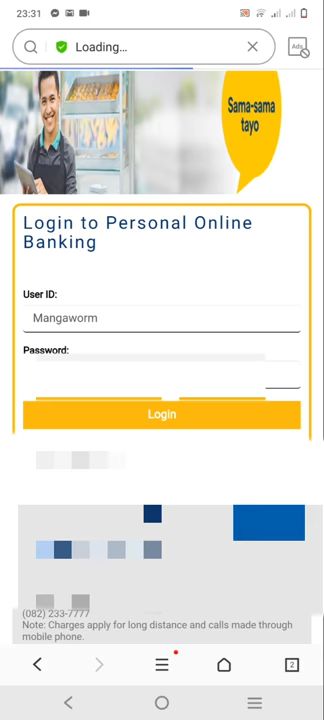 23:31
Loading...
Ads
Sama-sama
tayo
Login to Personal Online
Banking
User ID:
Mangaworm
Password:
Login
(082) 233-7777
Note: Charges apply for long distance and calls made through
mobile phone.
2